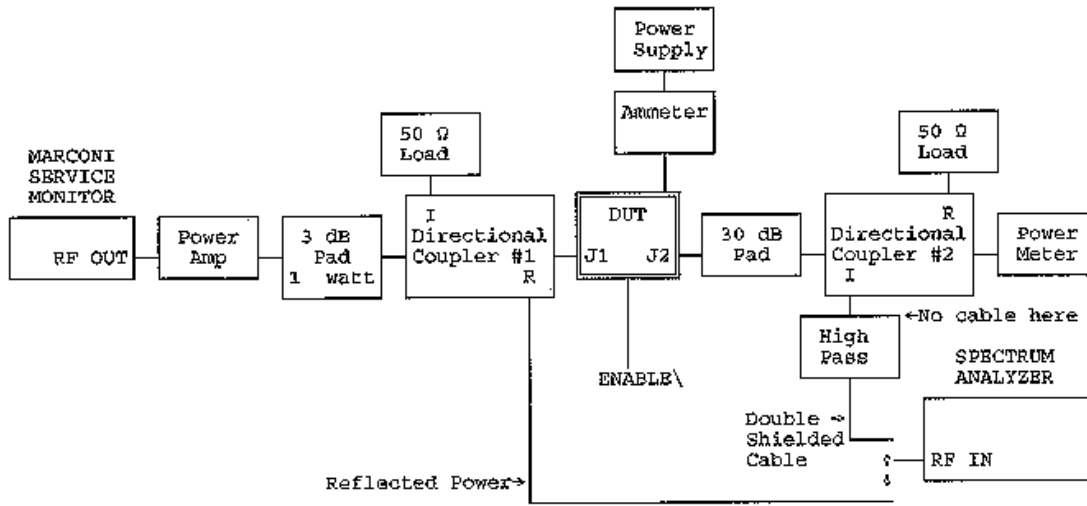 Power
Supply
Ammeter
50 Ω
Load
50 Ω
Load
MARCONI
SERVICE
MONITOR
RF OUT
Power
Amp
3 dB
Pad
1 watt
I
Directional
Coupler #1
R
DUT
J1 J2
30 dB
Pad
R
Directional
Coupler #2
I
Power
Meter
←No cable here
High
Pass
SPECTRUM
ANALYZER
ENABLE\
Double →
Shielded
Cable
RF IN
Reflected Power→